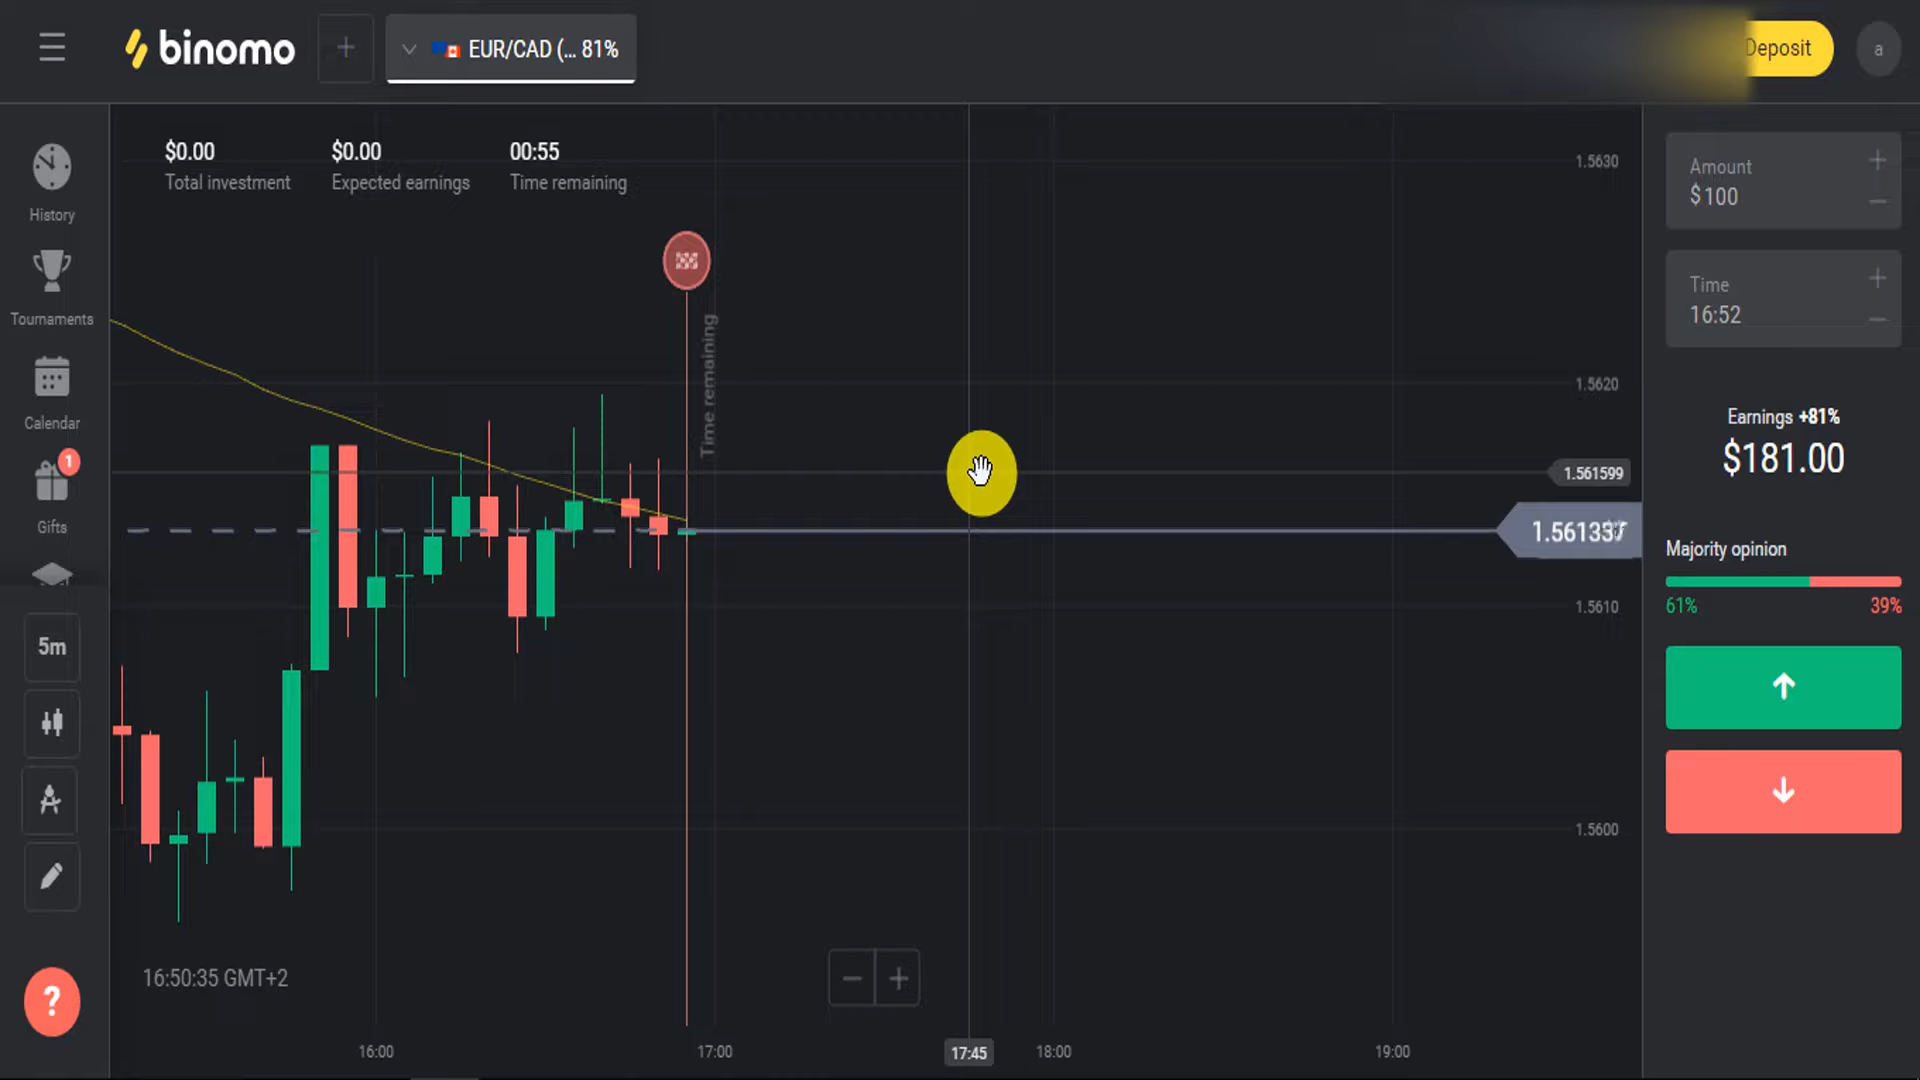 binomo
+
EUR/CAD (... 81%
Deposit
a
$0.00
Total investment
$0.00
Expected earnings
00:55
Time remaining
History
Tournaments
Calendar
1
Gifts
5m
?
Time remaining
1.5630
1.5620
1.561599
1.5610
1.5600
16:50:35 GMT+2
− +
16:00
17:00
17:45
18:00
19:00
Amount
$100
+
−
Time
16:52
+
−
Earnings +81%
$181.00
Majority opinion
61%
39%